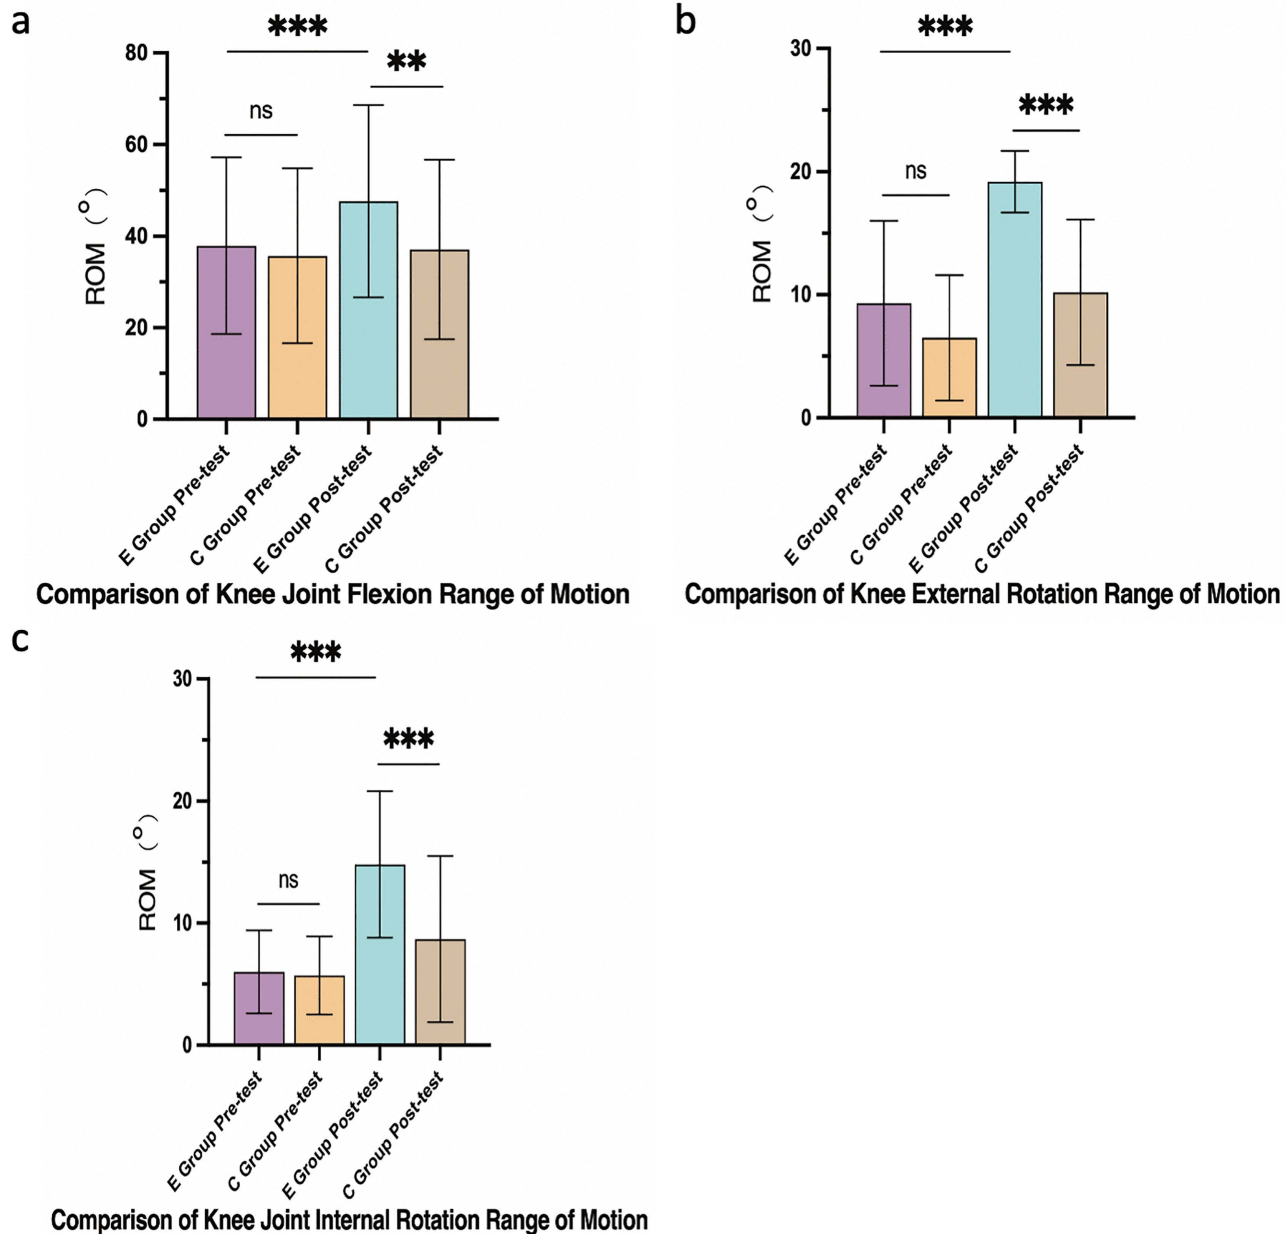 a
***
**
ns
80
60
40
20
0
ROM (°)
E Group Pre-test
C Group Pre-test
E Group Post-test
C Group Post-test
Comparison of Knee Joint Flexion Range of Motion
b
***
***
ns
30
20
10
0
ROM (°)
E Group Pre-test
C Group Pre-test
E Group Post-test
C Group Post-test
Comparison of Knee External Rotation Range of Motion
c
***
***
ns
30
20
10
0
ROM (°)
E Group Pre-test
C Group Pre-test
E Group Post-test
C Group Post-test
Comparison of Knee Joint Internal Rotation Range of Motion